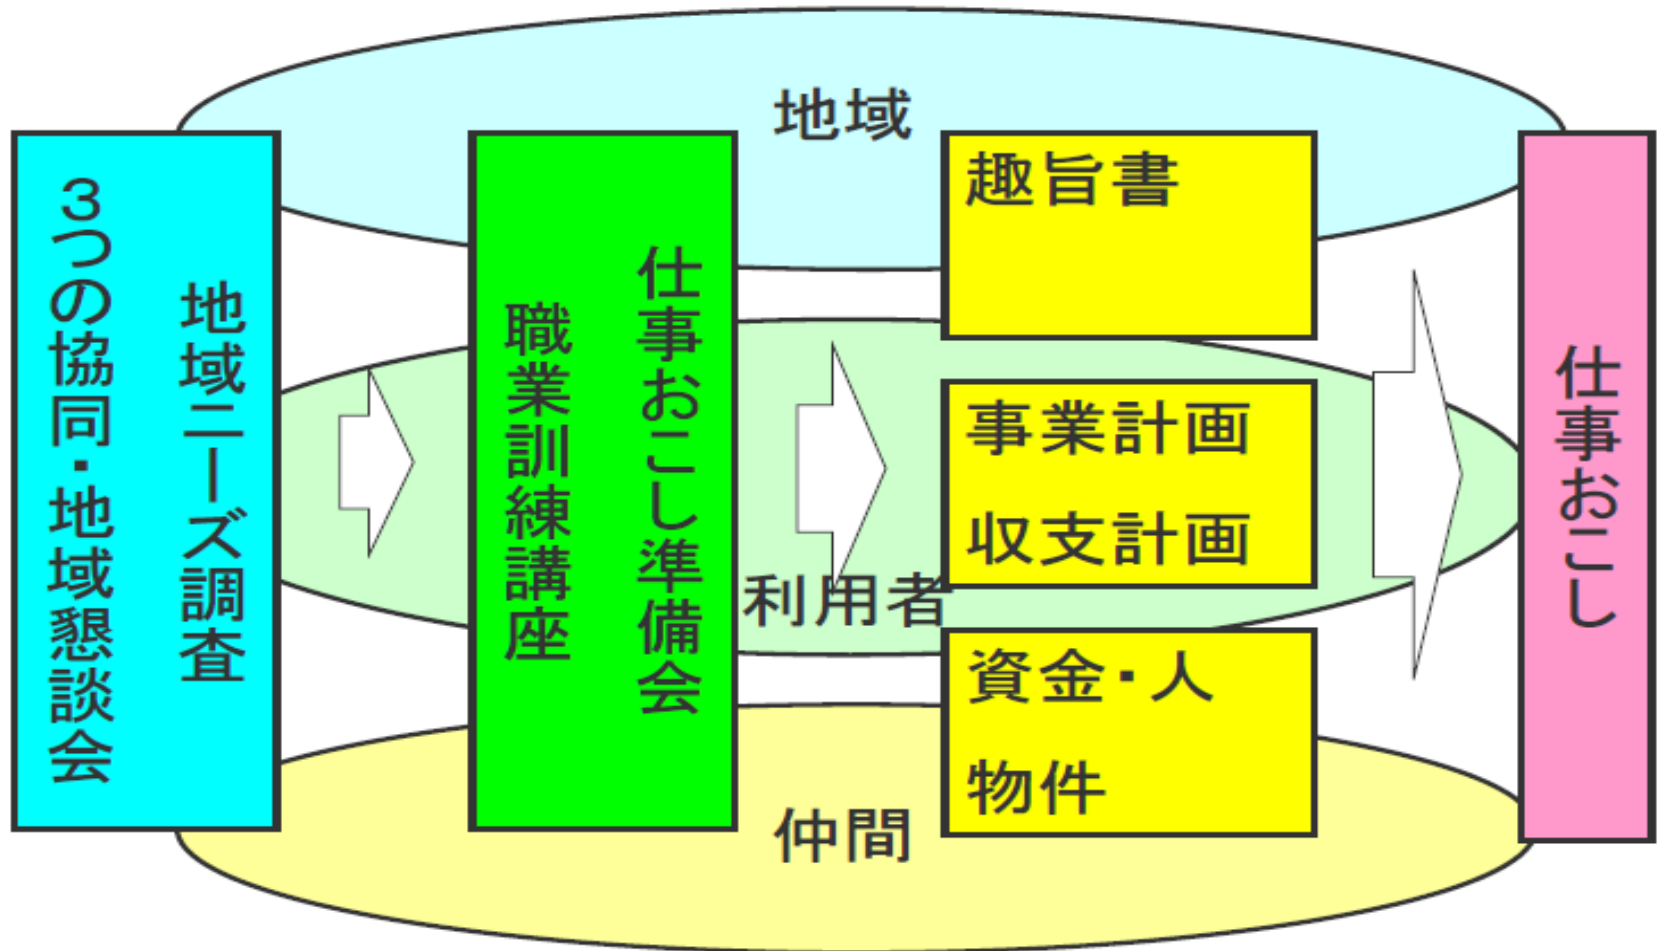 地域
地域ニーズ調査
3つの協同・地域懇談会
仕事おこし準備会
職業訓練講座
利用者
仲間
趣旨書
事業計画
収支計画
資金・人
物件
仕事おこし